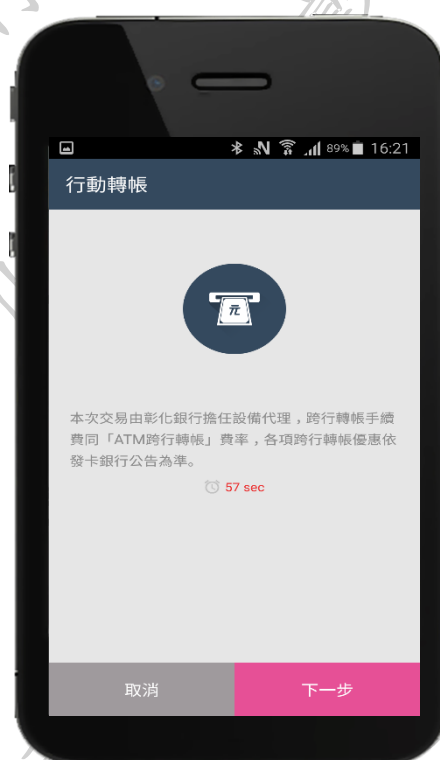 89% 16:21
行動轉帳
元
本次交易由彰化銀行擔任設備代理，跨行轉帳手續
費同「ATM跨行轉帳」費率，各項跨行轉帳優惠依
發卡銀行公告為準。
57 sec
取消 下一步